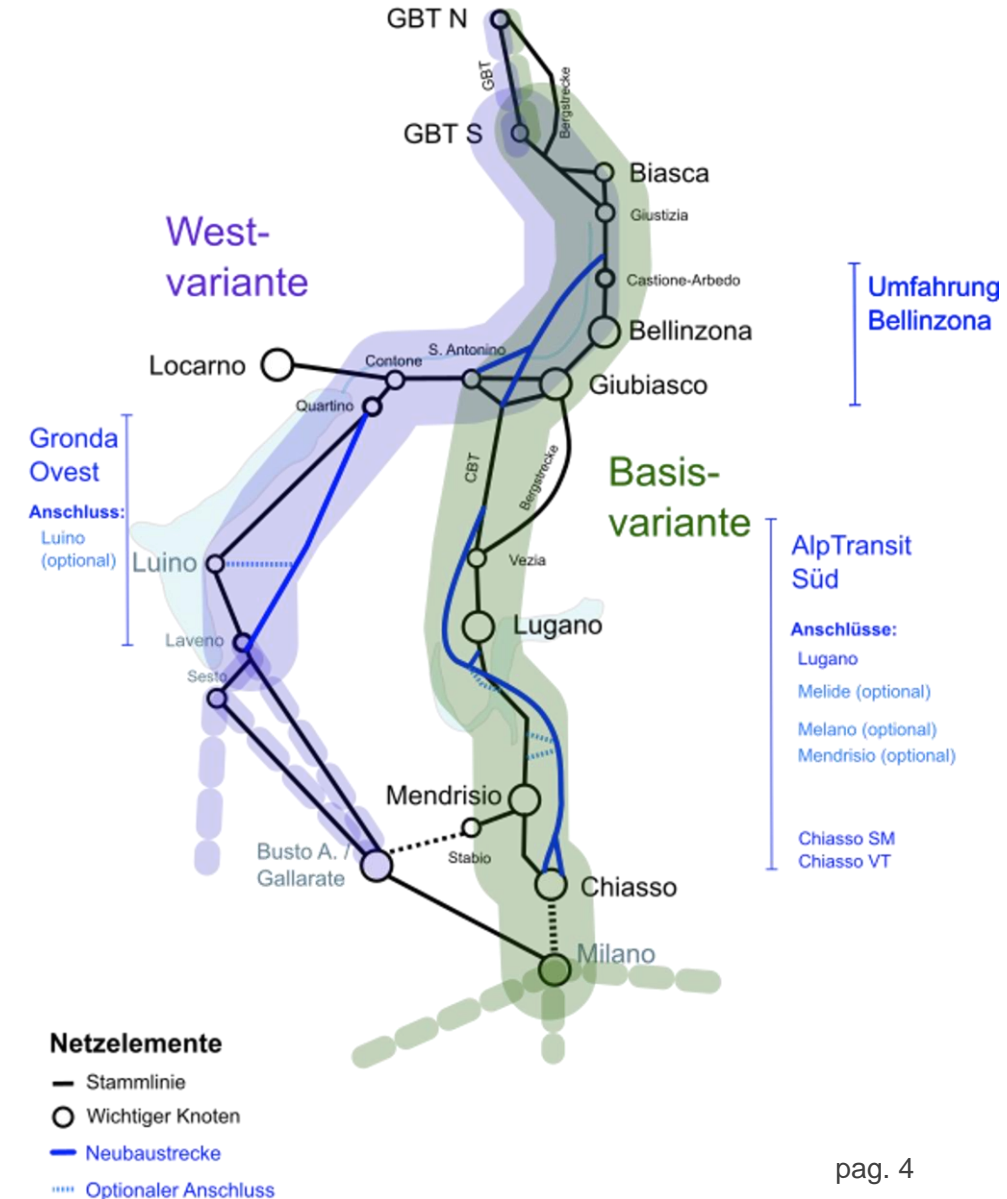 GBT N
GBT
Bergstrecke
GBT S
Biasca
Giustizia
West-
variante
Castione-Arbedo
Umfahrung
Bellinzona
Bellinzona
S. Antonino
Contone
Locarno
Giubiasco
Quartino
Gronda
Ovest
Anschluss:
Luino
(optional)
CBT
Bergstrecke
Basis-
variante
Luino
Vezia
AlpTransit
Süd
Lugano
Anschlüsse:
Lugano
Melide (optional)
Melano (optional)
Mendrisio (optional)
Laveno
Sesto
Mendrisio
Stabio
Chiasso SM
Chiasso VT
Busto A. /
Gallarate
Chiasso
Milano
Netzelemente
Stammlinie
Wichtiger Knoten
Neubaustrecke
Optionaler Anschluss
pag. 4